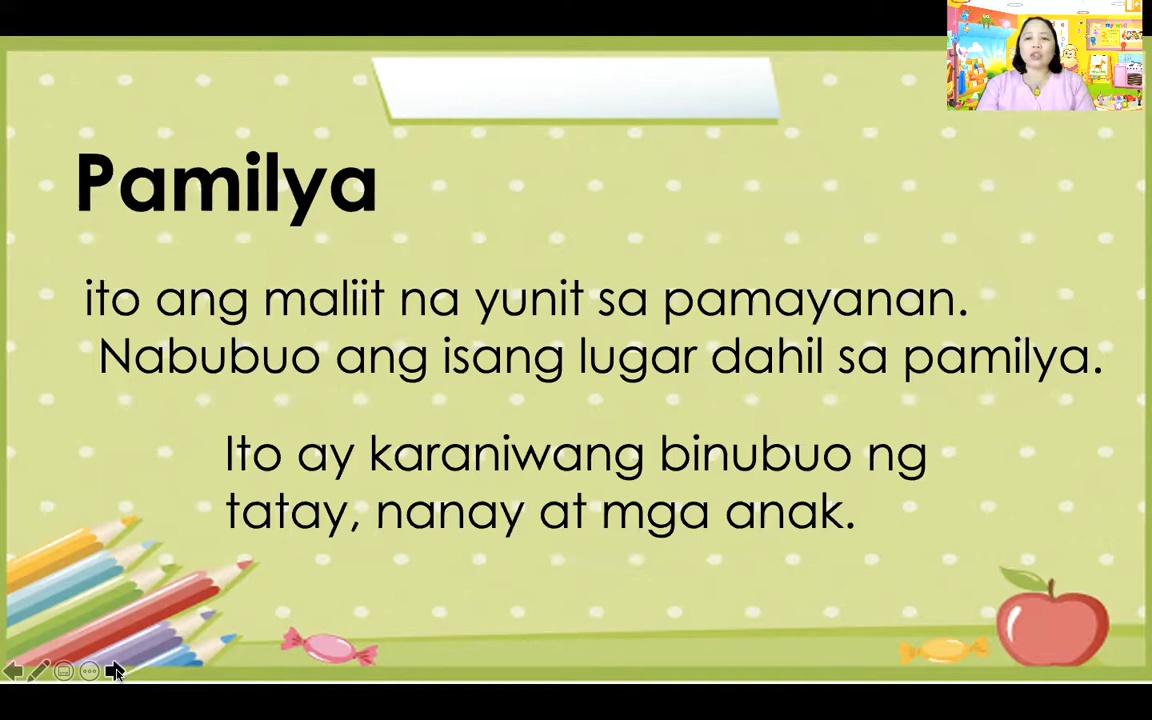 Pamilya
ito ang maliit na yunit sa pamayanan.
Nabubuo ang isang lugar dahil sa pamilya.
Ito ay karaniwang binubuo ng
tatay, nanay at mga anak.